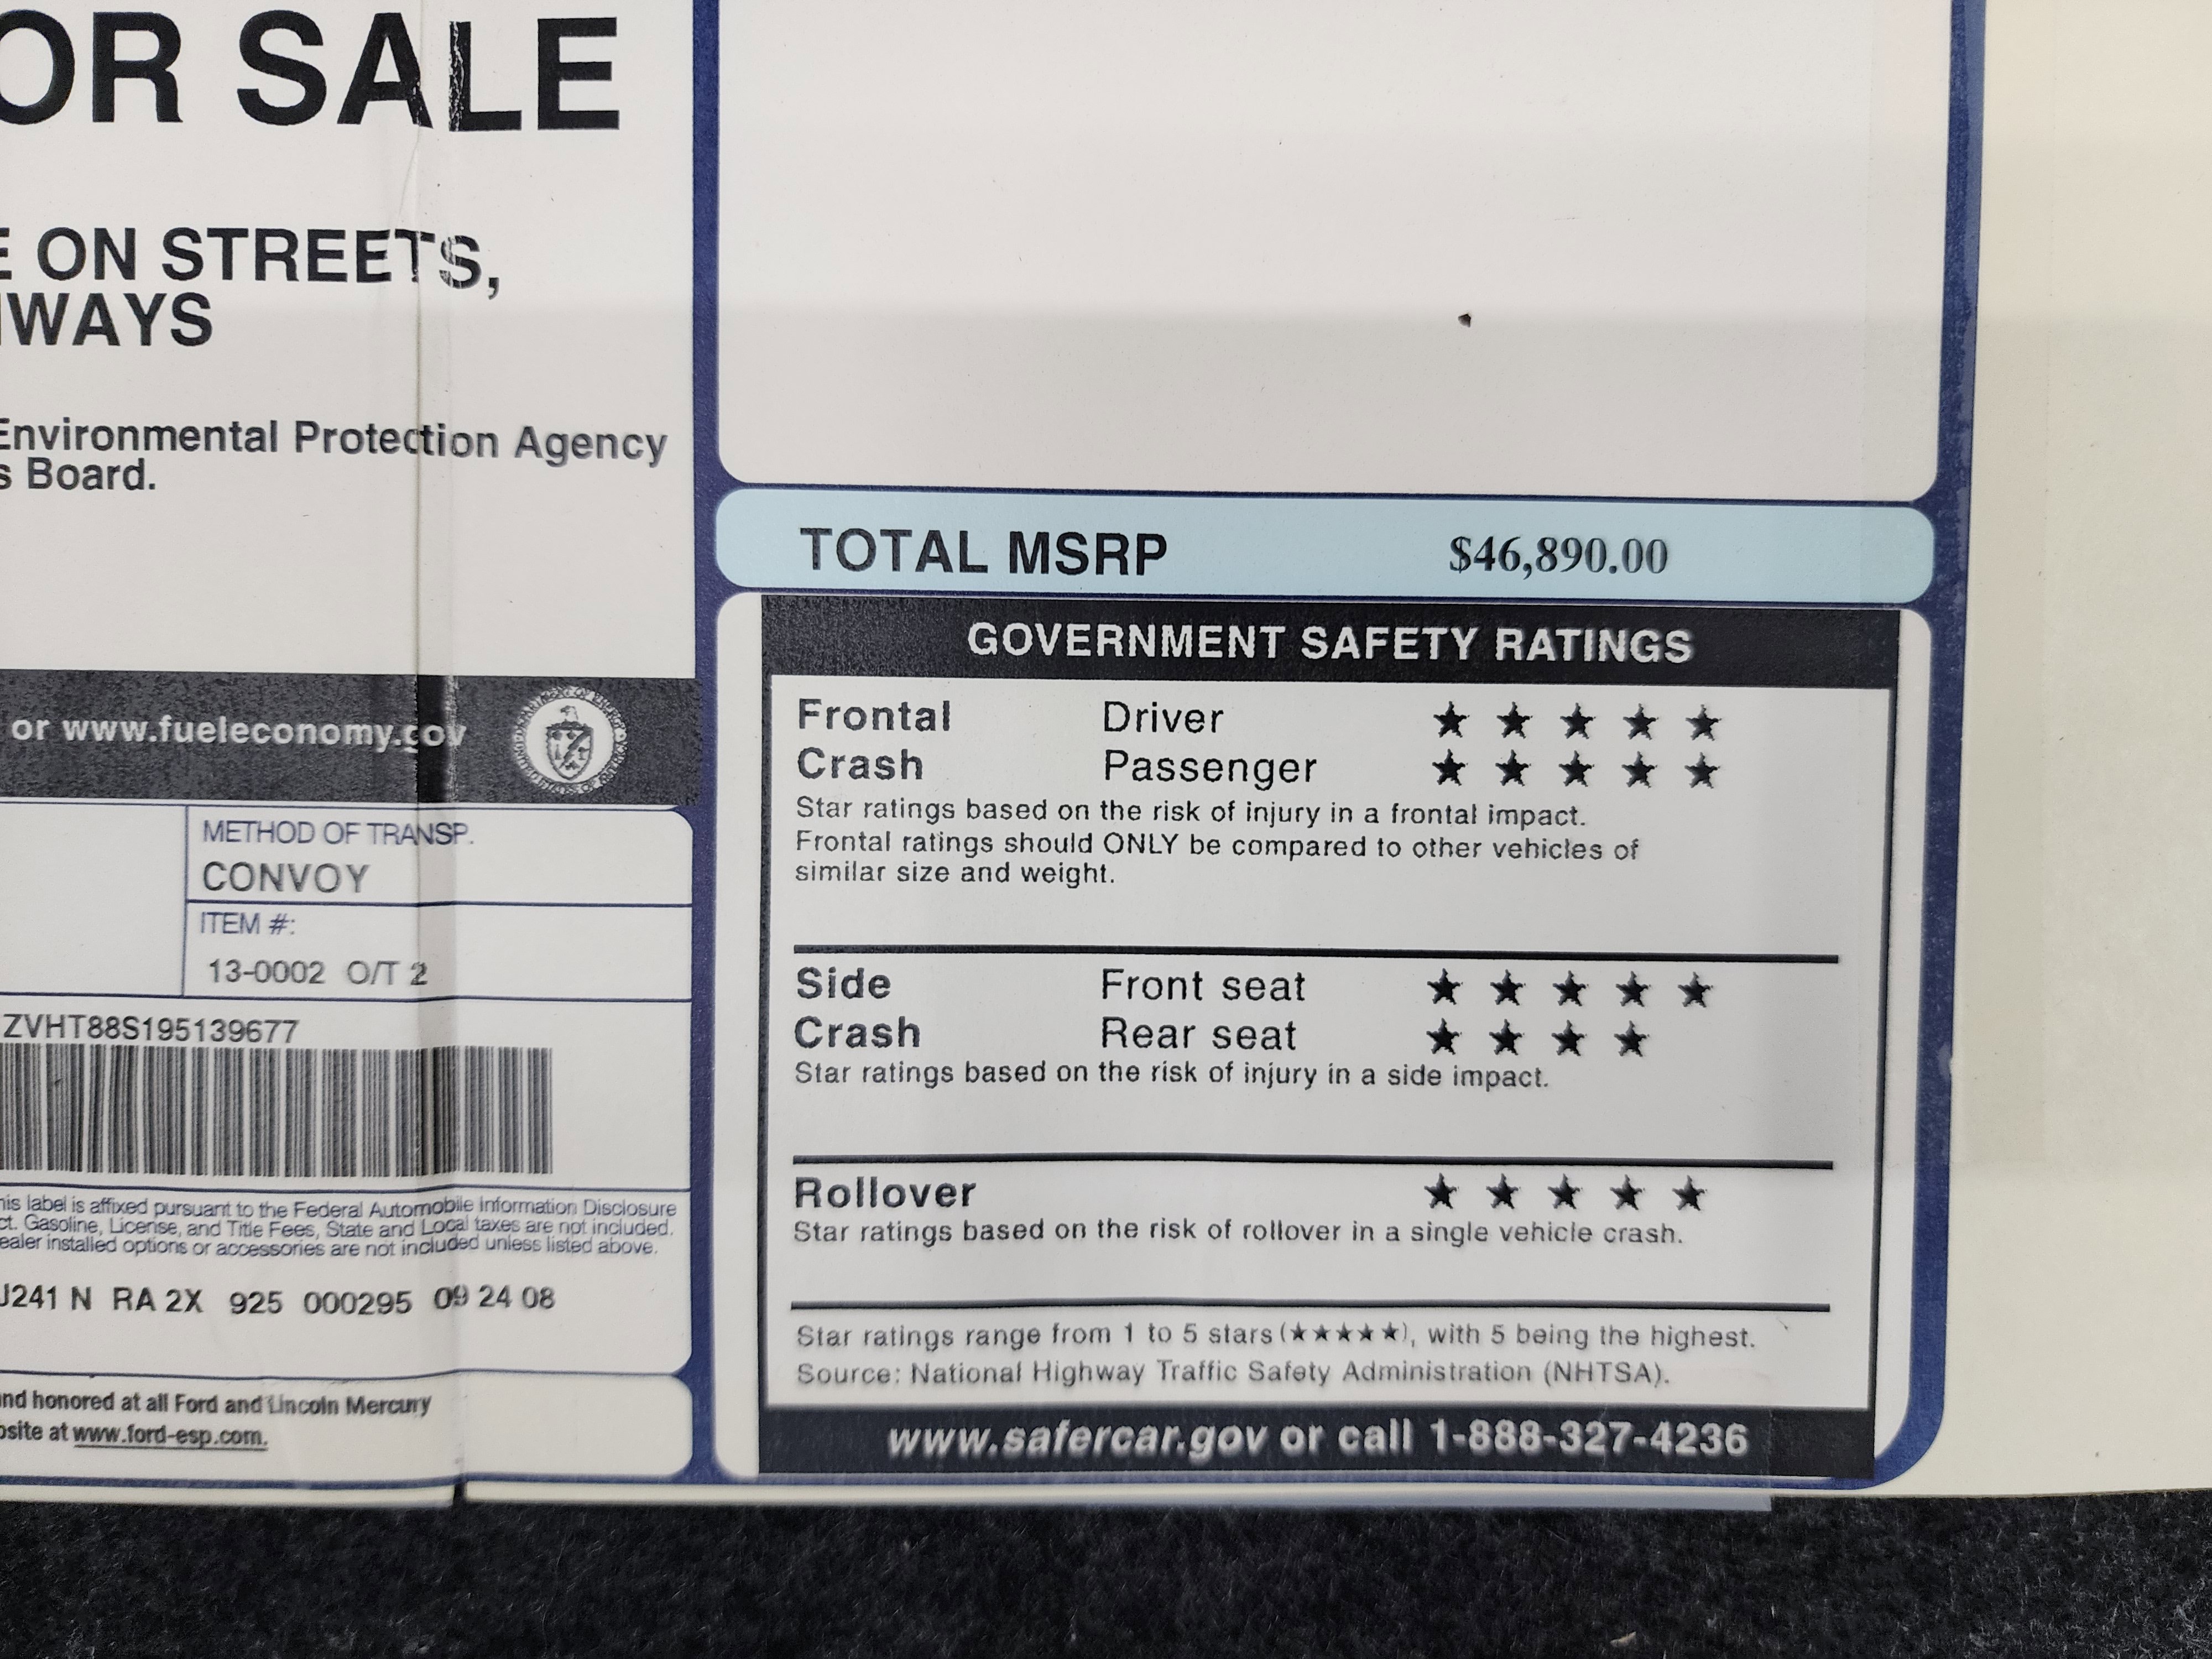 OR SALE
E ON STREETS,
WAYS
Environmental Protection Agency
s Board.
or www.fueleconomy.gov
METHOD OF TRANSP.
CONVOY
ITEM #:
13-0002 O/T 2
ZVHT88S195139677
his label is affixed pursuant to the Federal Automobile Information Disclosure
ct. Gasoline, License, and Title Fees, State and Local taxes are not included.
ealer installed options or accessories are not included unless listed above.
J241 N RA 2X 925 000295 09 24 08
nd honored at all Ford and Lincoln Mercury
osite at www.ford-esp.com.
TOTAL MSRP $46,890.00
GOVERNMENT SAFETY RATINGS
Frontal Driver ★ ★ ★ ★ ★
Crash Passenger ★ ★ ★ ★ ★
Star ratings based on the risk of injury in a frontal impact.
Frontal ratings should ONLY be compared to other vehicles of
similar size and weight.
Side Front seat ★ ★ ★ ★ ★
Crash Rear seat ★ ★ ★ ★
Star ratings based on the risk of injury in a side impact.
Rollover ★ ★ ★ ★ ★
Star ratings based on the risk of rollover in a single vehicle crash.
Star ratings range from 1 to 5 stars (★★★★★), with 5 being the highest.
Source: National Highway Traffic Safety Administration (NHTSA).
www.safercar.gov or call 1-888-327-4236